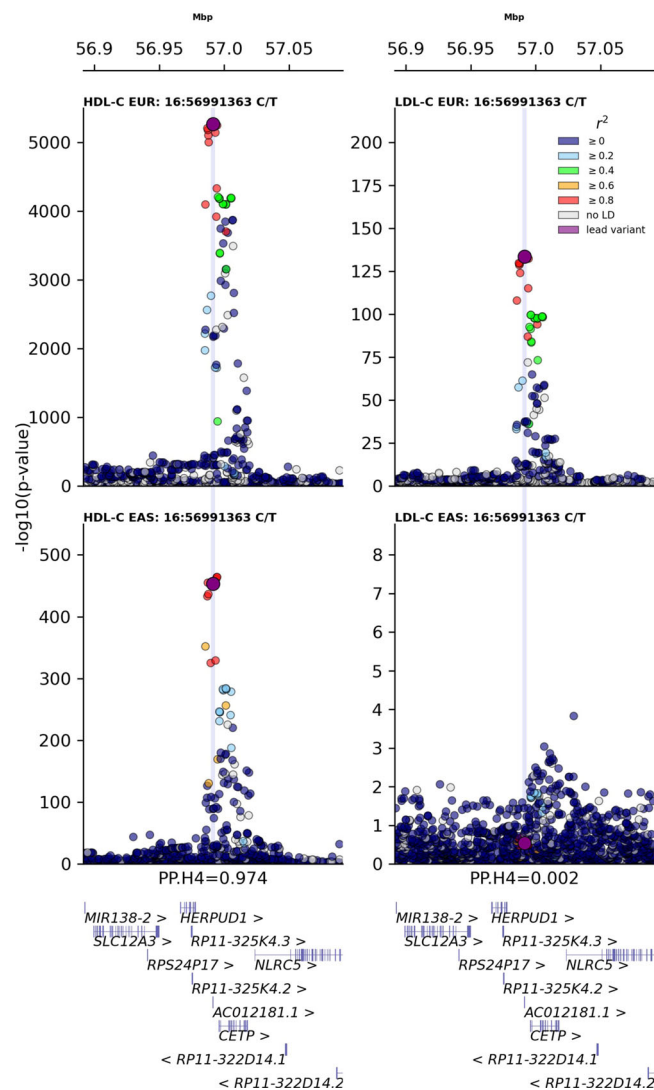 Mbp
Mbp
56.9 56.95 57.0 57.05
56.9 56.95 57.0 57.05
HDL-C EUR: 16:56991363 C/T
LDL-C EUR: 16:56991363 C/T
5000
4000
3000
2000
1000
0
200
175
150
125
100
75
50
25
0
r²
≥0
≥0.2
≥0.4
≥0.6
≥0.8
no LD
lead variant
-log10(p-value)
HDL-C EAS: 16:56991363 C/T
LDL-C EAS: 16:56991363 C/T
500
400
300
200
100
0
8
7
6
5
4
3
2
1
0
PP.H4=0.974
PP.H4=0.002
MIR138-2 > HERPUD1 >
SLC12A3 > RP11-325K4.3 >
RPS24P17 > NLRC5 >
RP11-325K4.2 >
AC012181.1 >
CETP >
< RP11-322D14.1
< RP11-322D14.2
MIR138-2 > HERPUD1 >
SLC12A3 > RP11-325K4.3 >
RPS24P17 > NLRC5 >
RP11-325K4.2 >
AC012181.1 >
CETP >
< RP11-322D14.1
< RP11-322D14.2